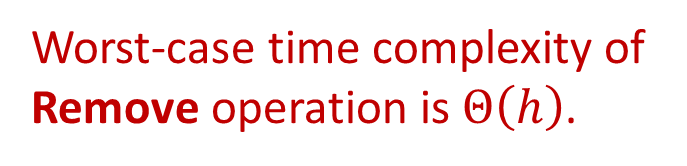 Worst-case time complexity of
Remove operation is Θ(h).